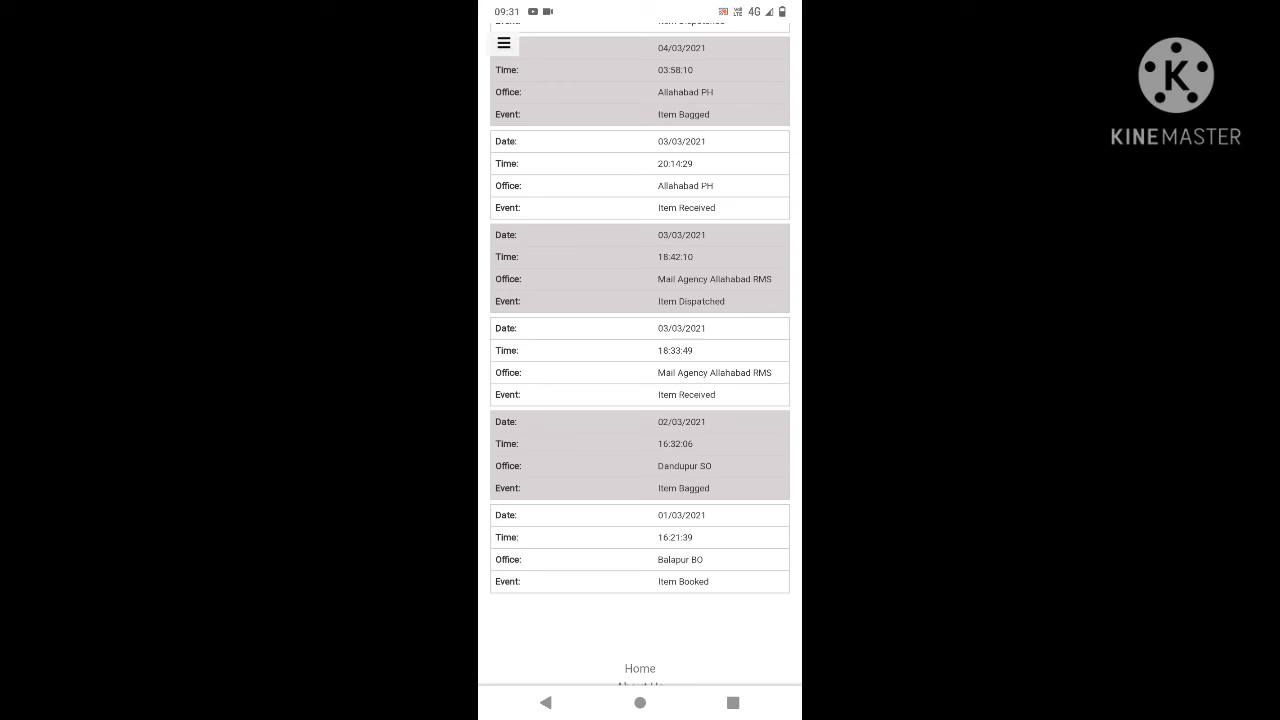 09:31 4G
Event: Item Dispatched
04/03/2021
Time: 03:58:10
Office: Allahabad PH
Event: Item Bagged
Date: 03/03/2021
Time: 20:14:29
Office: Allahabad PH
Event: Item Received
Date: 03/03/2021
Time: 18:42:10
Office: Mail Agency Allahabad RMS
Event: Item Dispatched
Date: 03/03/2021
Time: 18:33:49
Office: Mail Agency Allahabad RMS
Event: Item Received
Date: 02/03/2021
Time: 16:32:06
Office: Dandupur SO
Event: Item Bagged
Date: 01/03/2021
Time: 16:21:39
Office: Balapur BO
Event: Item Booked
Home
K
KINEMASTER